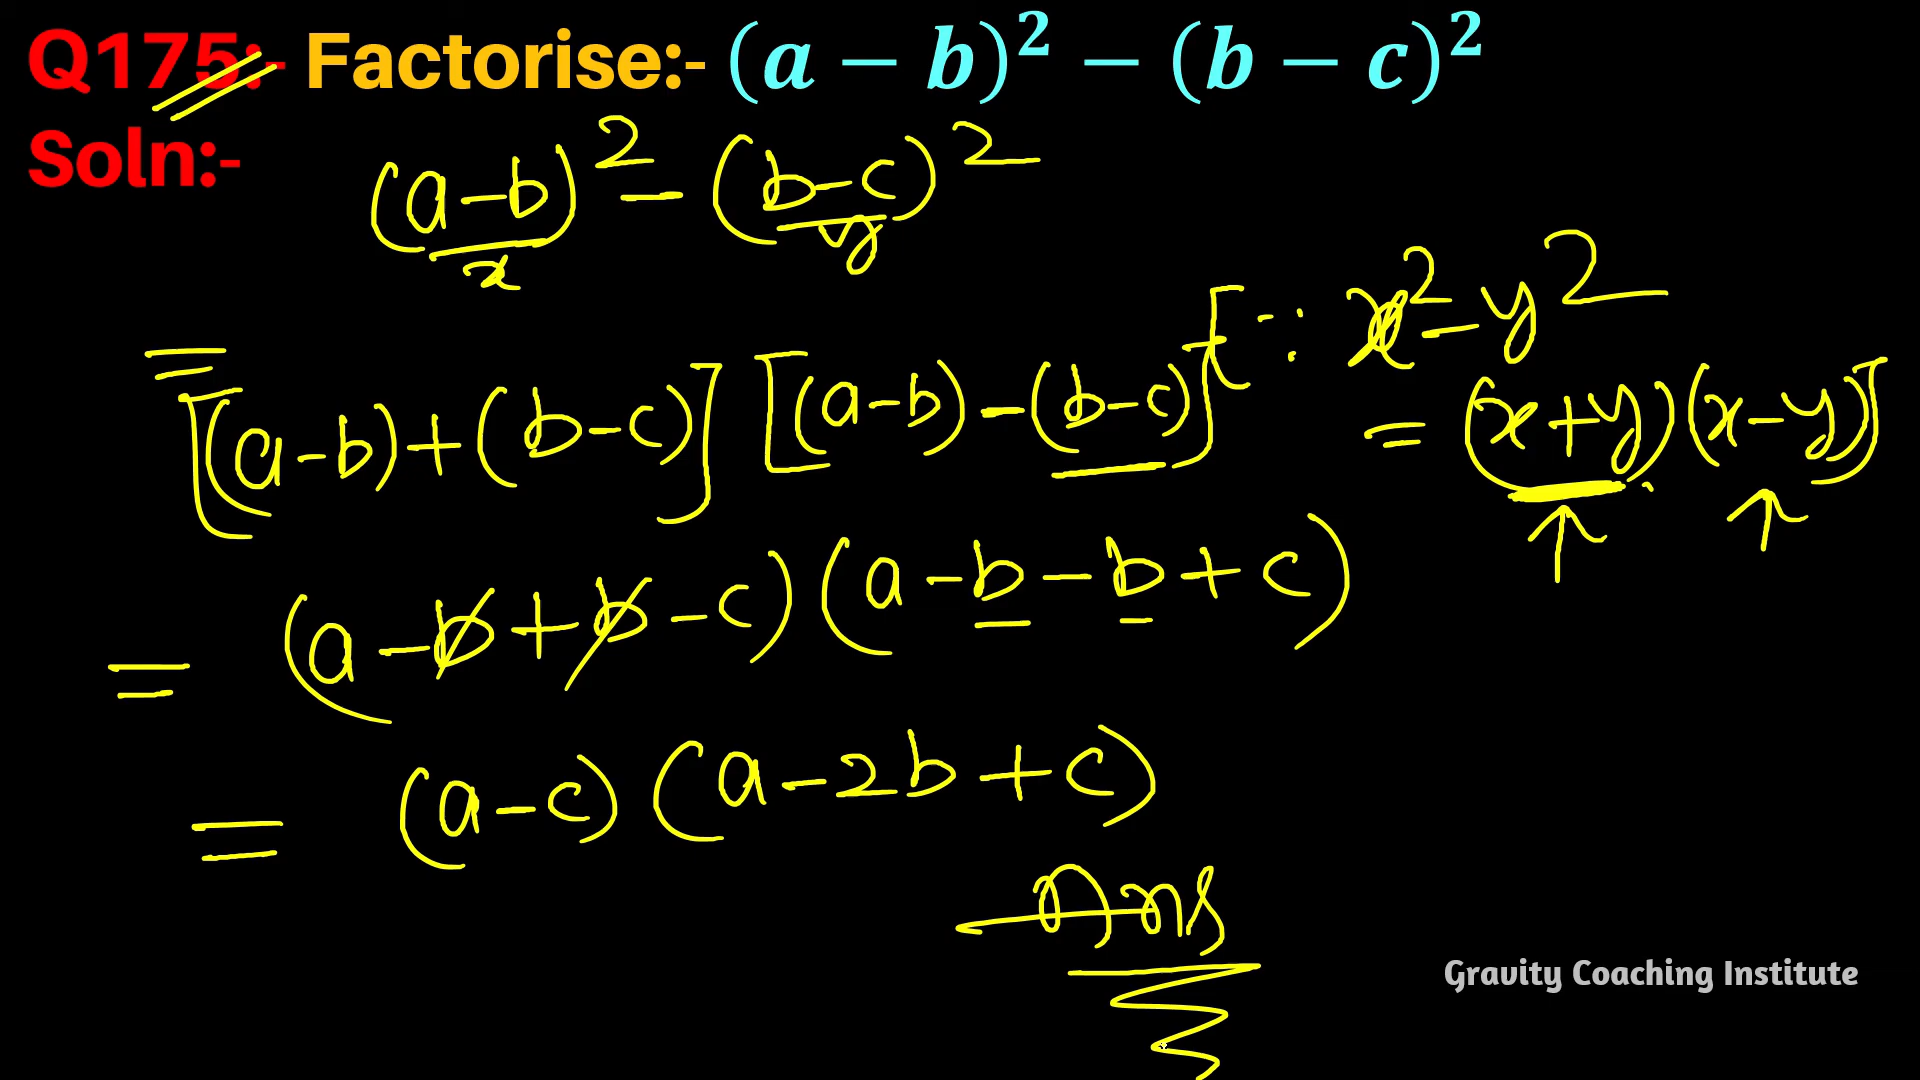 Q175:- Factorise:- (a − b)² − (b − c)²
Soln:-
(a-b)² - (b-c)²
x y
[∵ x² - y²
= [(a-b)+(b-c)] [(a-b)-(b-c)]
= (x+y)(x-y)]
= (a-b+b-c)(a-b-b+c)
= (a-c)(a-2b+c)
Ans
Gravity Coaching Institute